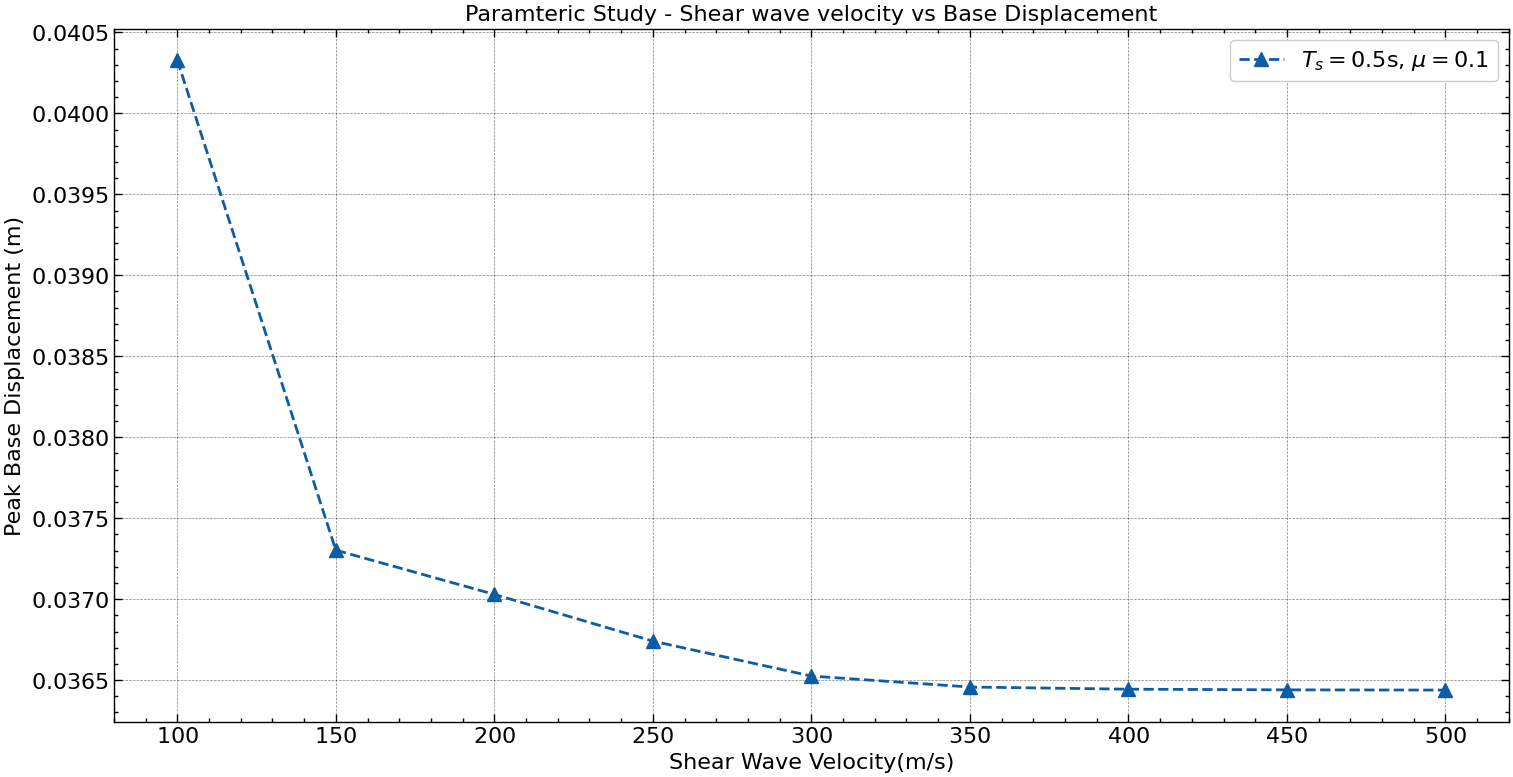 Paramteric Study - Shear wave velocity vs Base Displacement
T_s = 0.5s, μ = 0.1
Peak Base Displacement (m)
0.0405
0.0400
0.0395
0.0390
0.0385
0.0380
0.0375
0.0370
0.0365
100 150 200 250 300 350 400 450 500
Shear Wave Velocity(m/s)